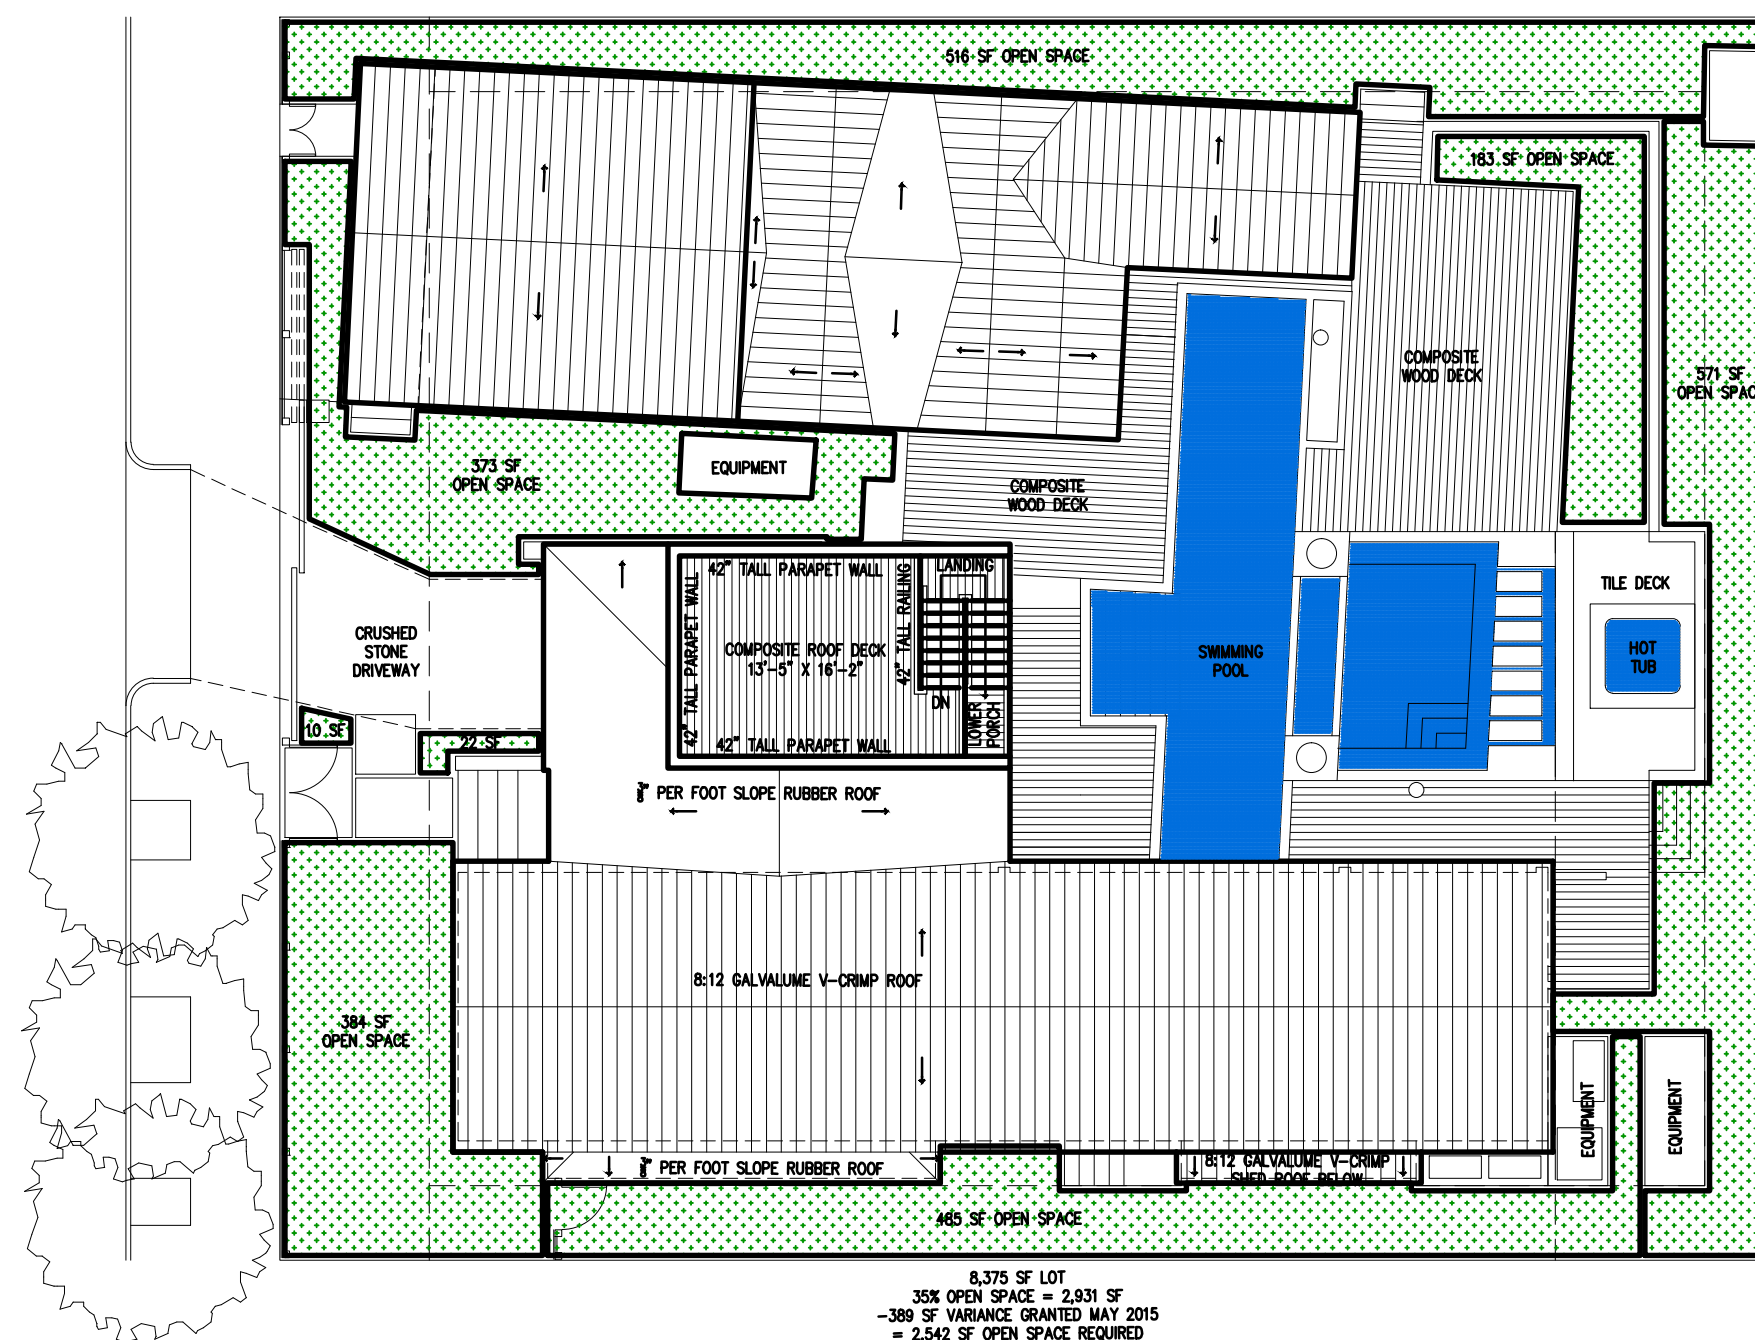 516 SF OPEN SPACE
183 SF OPEN SPACE
COMPOSITE
WOOD DECK
571 SF
OPEN SPAC
373 SF
OPEN SPACE
EQUIPMENT
COMPOSITE
WOOD DECK
42" TALL PARAPET WALL
LANDING
42" TALL PARAPET WALL
42" TALL RAILING
COMPOSITE ROOF DECK
13'-5" X 16'-2"
TILE DECK
CRUSHED
STONE
DRIVEWAY
SWIMMING
POOL
HOT
TUB
DN
LOWER
PORCH
10 SF
22 SF
42" TALL PARAPET WALL
PER FOOT SLOPE RUBBER ROOF
8:12 GALVALUME V-CRIMP ROOF
384 SF
OPEN SPACE
EQUIPMENT
EQUIPMENT
PER FOOT SLOPE RUBBER ROOF
8:12 GALVALUME V-CRIMP
SHED ROOF BELOW
485 SF OPEN SPACE
8,375 SF LOT
35% OPEN SPACE = 2,931 SF
-389 SF VARIANCE GRANTED MAY 2015
= 2,542 SF OPEN SPACE REQUIRED